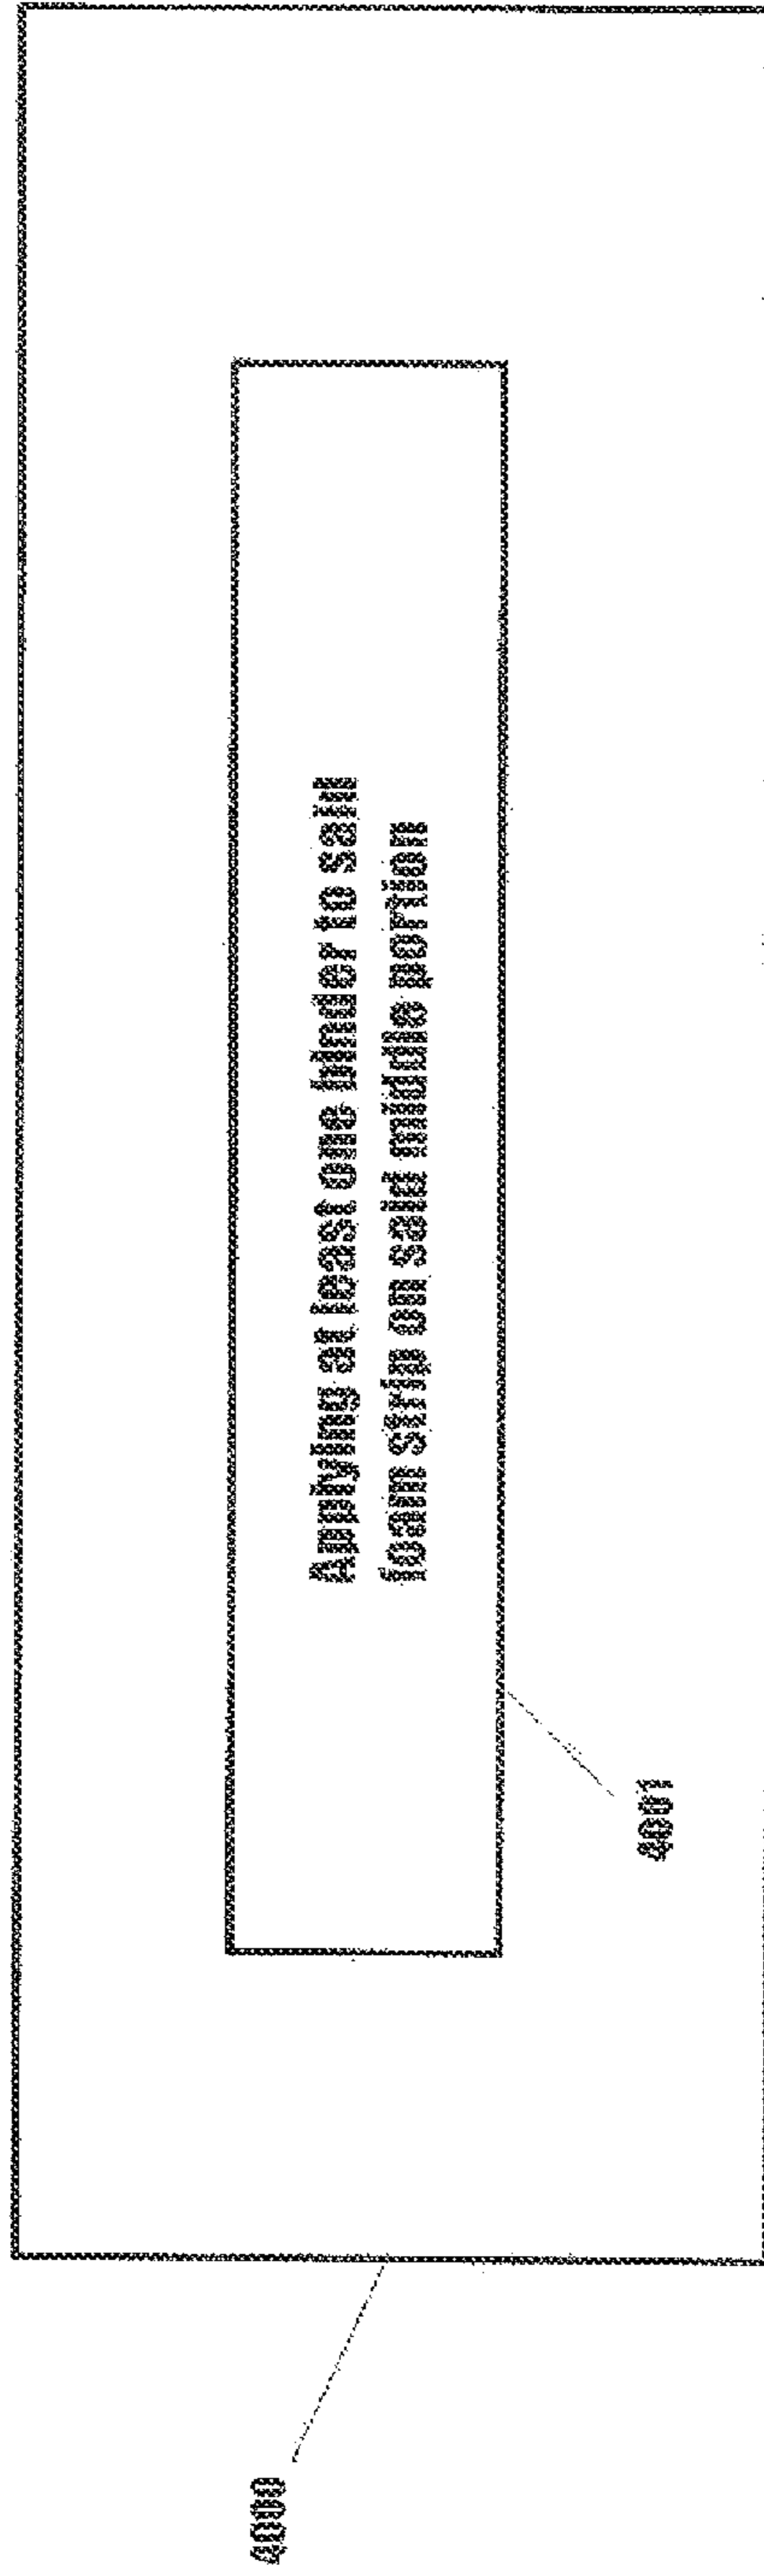 Applying at least one binder to said
foam strip on said middle portion
4001
4000